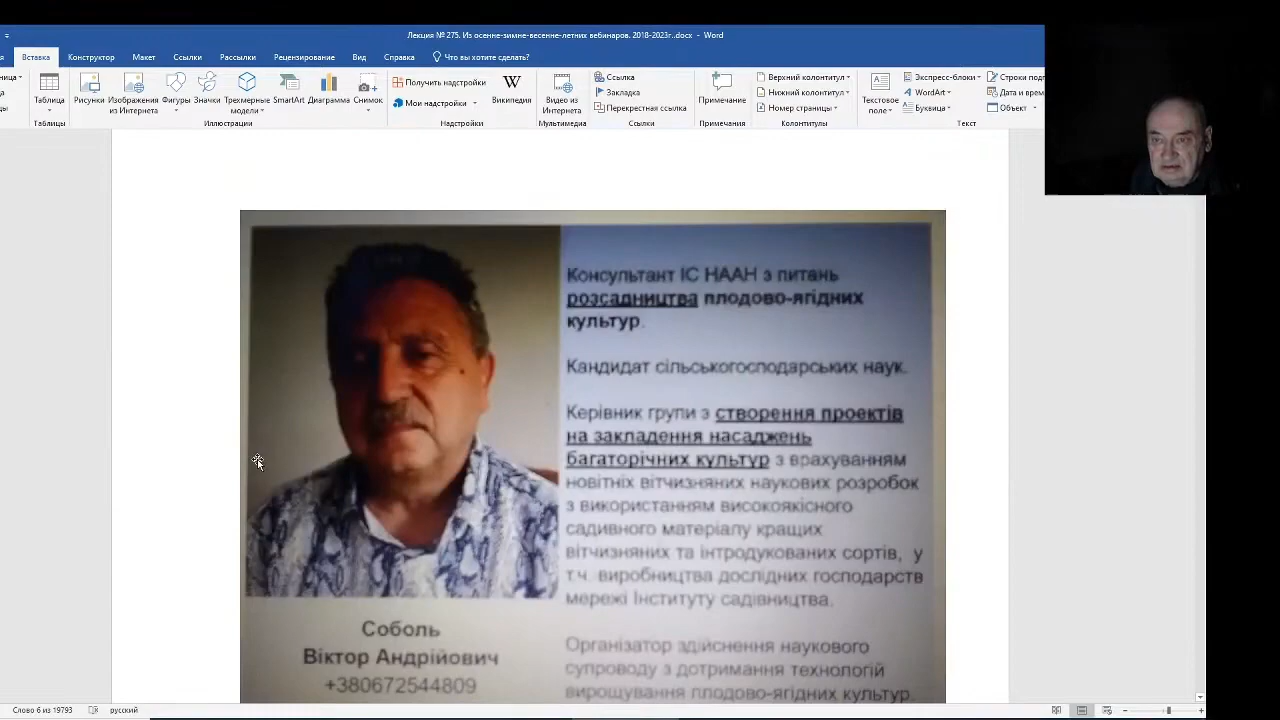 Лекция № 275. Из осенне-зимне-весенне-летних вебинаров. 2018-2023г..docx - Word
Вставка Конструктор Макет Ссылки Рассылки Рецензирование Вид Справка Что вы хотите сделать?
Таблица
Таблицы
Рисунки Изображения из Интернета Фигуры Значки Трехмерные модели SmartArt Диаграмма Снимок
Иллюстрации
Получить надстройки
Мои надстройки
Википедия
Надстройки
Видео из Интернета
Мультимедиа
Ссылка
Закладка
Перекрестная ссылка
Ссылки
Примечание
Примечания
Верхний колонтитул
Нижний колонтитул
Номер страницы
Колонтитулы
Текстовое поле
Экспресс-блоки
WordArt
Буквица
Дата и врем
Объект
Текст
Консультант ІС НААН з питань
розсадництва плодово-ягідних
культур.
Кандидат сільськогосподарських наук.
Керівник групи з створення проектів
на закладення насаджень
багаторічних культур з врахуванням
новітніх вітчизняних наукових розробок
з використанням високоякісного
садивного матеріалу кращих
вітчизняних та інтродукованих сортів, у
т.ч. виробництва дослідних господарств
мережі Інституту садівництва.
Організатор здійснення наукового
супроводу з дотримання технологій
вирощування плодово-ягідних культур.
Соболь
Віктор Андрійович
+380672544809
Слово 6 из 19793 русский